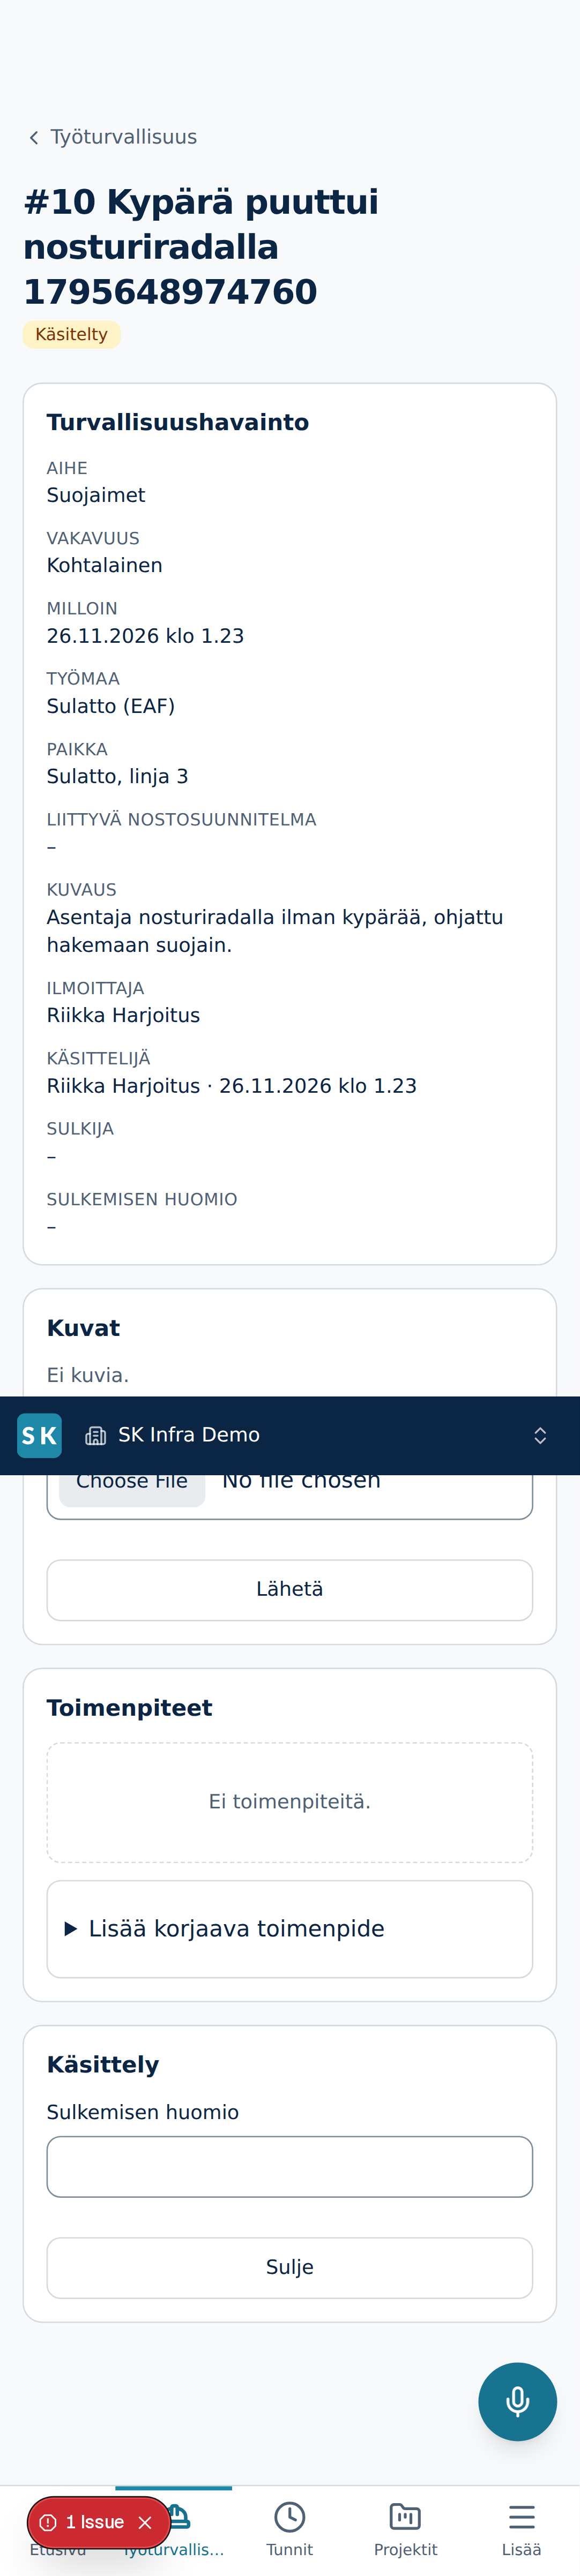 Työturvallisuus
#10 Kypärä puuttui
nosturiradalla
1795648974760
Käsitelty
Turvallisuushavainto
AIHE
Suojaimet
VAKAVUUS
Kohtalainen
MILLOIN
26.11.2026 klo 1.23
TYÖMAA
Sulatto (EAF)
PAIKKA
Sulatto, linja 3
LIITTYVÄ NOSTOSUUNNITELMA
–
KUVAUS
Asentaja nosturiradalla ilman kypärää, ohjattu
hakemaan suojain.
ILMOITTAJA
Riikka Harjoitus
KÄSITTELIJÄ
Riikka Harjoitus · 26.11.2026 klo 1.23
SULKIJA
–
SULKEMISEN HUOMIO
–
Kuvat
Ei kuvia.
SK SK Infra Demo
Choose File No file chosen
Lähetä
Toimenpiteet
Ei toimenpiteitä.
Lisää korjaava toimenpide
Käsittely
Sulkemisen huomio
Sulje
1 Issue
Etusivu Työturvallis... Tunnit Projektit Lisää